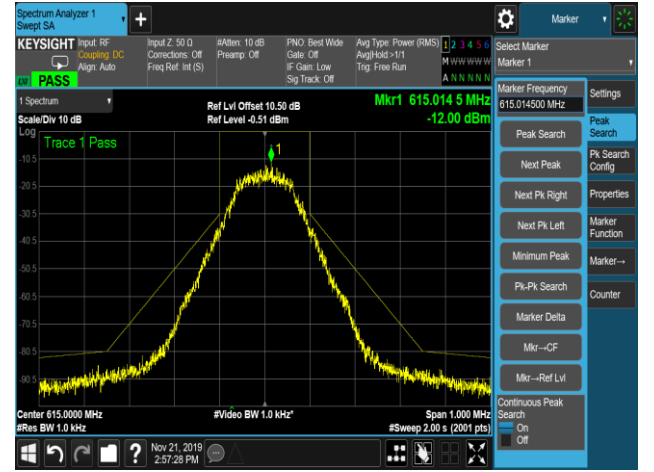 Spectrum Analyzer 1
Swept SA
+
Marker
KEYSIGHT
Input: RF
Coupling: DC
Align: Auto
Input Z: 50 Ω
Corrections: Off
Freq Ref: Int (S)
#Atten: 10 dB
Preamp: Off
PNO: Best Wide
Gate: Off
IF Gain: Low
Sig Track: Off
Avg Type: Power (RMS)
Avg|Hold:>1/1
Trig: Free Run
1 2 3 4 5 6
M W W W W W
A N N N N N
PASS
Select Marker
Marker 1
1 Spectrum
Scale/Div 10 dB
Ref Lvl Offset 10.50 dB
Ref Level -0.51 dBm
Mkr1 615.014 5 MHz
-12.00 dBm
Log
Trace 1 Pass
1
-10.5
-20.5
-30.5
-40.5
-50.5
-60.5
-70.5
-80.5
-90.5
Center 615.0000 MHz
#Res BW 1.0 kHz
#Video BW 1.0 kHz*
Span 1.000 MHz
#Sweep 2.00 s (2001 pts)
Marker Frequency
615.014500 MHz
Peak Search
Next Peak
Next Pk Right
Next Pk Left
Minimum Peak
Pk-Pk Search
Marker Delta
Mkr→CF
Mkr→Ref Lvl
Continuous Peak
Search
On
Off
Settings
Peak
Search
Pk Search
Config
Properties
Marker
Function
Marker→
Counter
?
Nov 21, 2019
2:57:28 PM